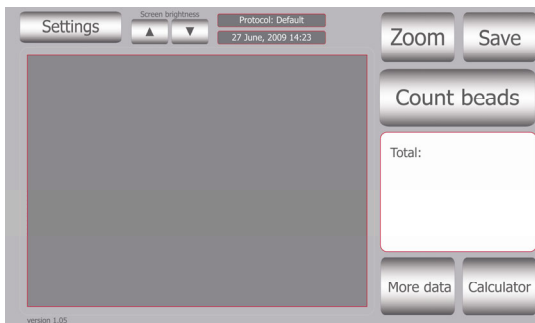 Settings
Screen brightness
▲ ▼
Protocol: Default
27 June, 2009 14:23
Zoom
Save
Count beads
Total:
More data
Calculator
version 1.05